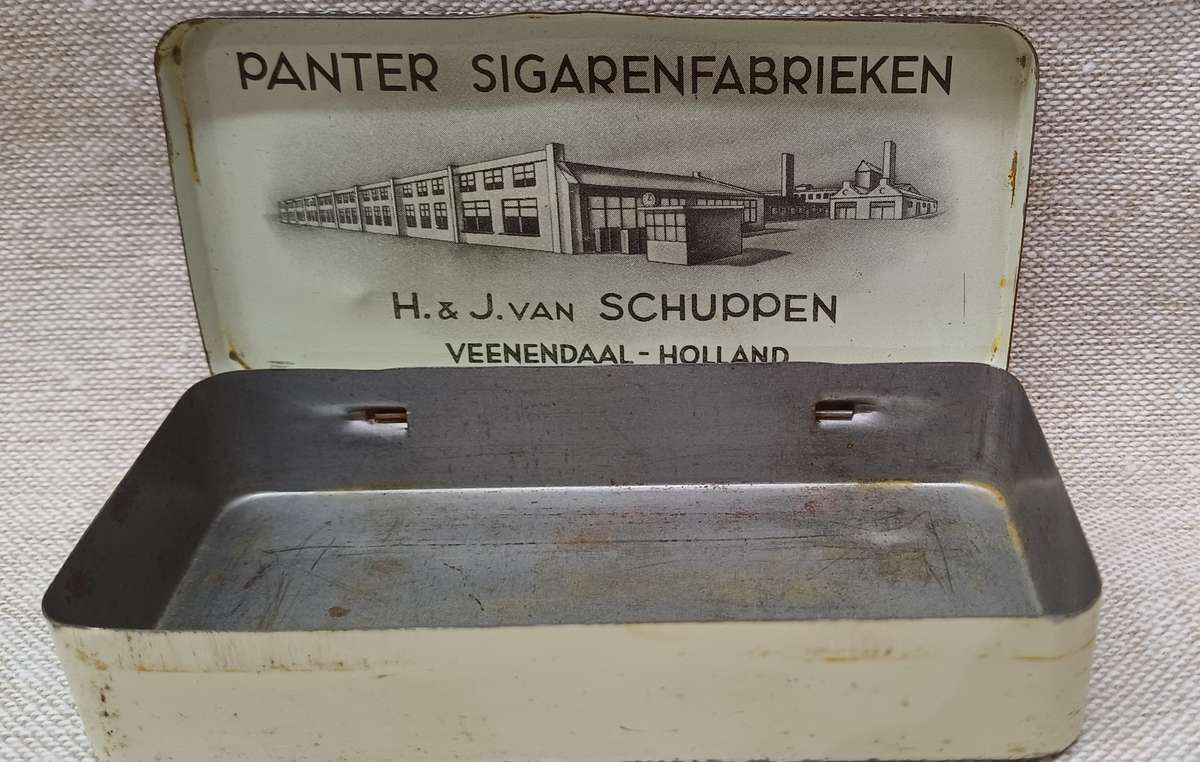 PANTER SIGARENFABRIEKEN
H. & J. VAN SCHUPPEN
VEENENDAAL - HOLLAND